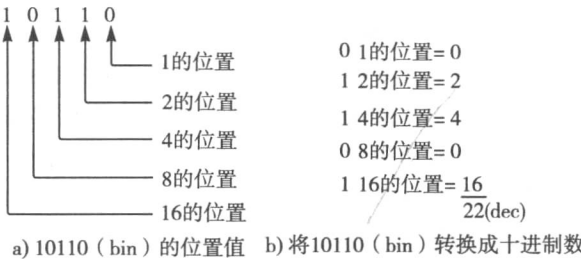 1 0 1 1 0
1的位置
2的位置
4的位置
8的位置
16的位置
a) 10110（bin）的位置值
0 1的位置=0
1 2的位置=2
1 4的位置=4
0 8的位置=0
1 16的位置=16
22(dec)
b) 将10110（bin）转换成十进制数